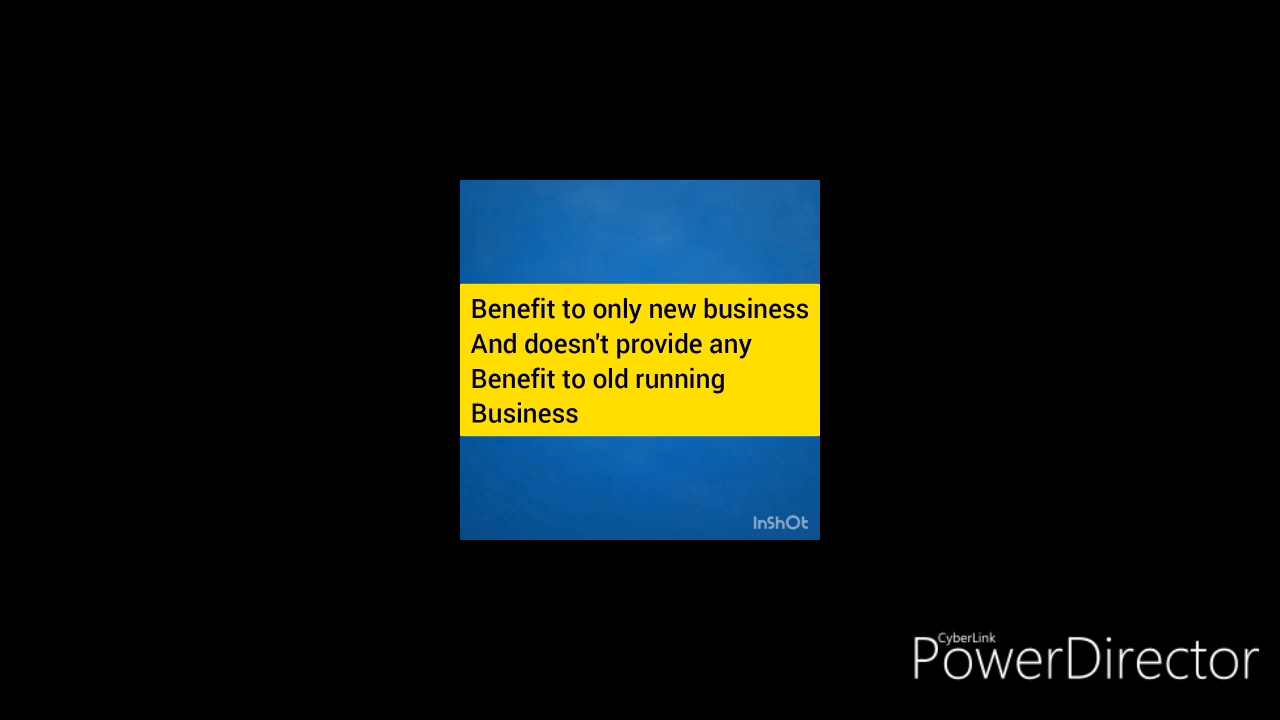 Benefit to only new business
And doesn't provide any
Benefit to old running
Business
InShOt
CyberLink
PowerDirector